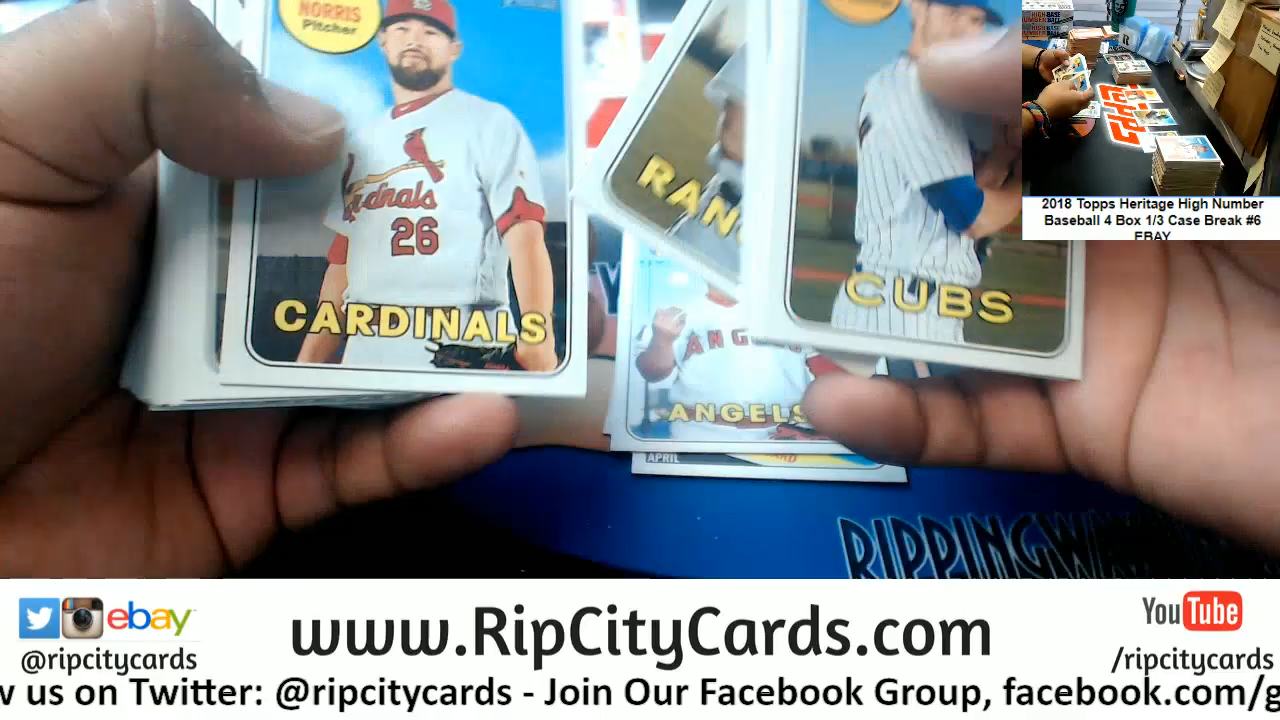 NORRIS
Pitcher
Cardinals
26
CARDINALS
RAN
CUBS
ANGELS
APRIL
RIPPINGW
2018 Topps Heritage High Number
Baseball 4 Box 1/3 Case Break #6
EBAY
ebay
@ripcitycards
www.RipCityCards.com
YouTube
/ripcitycards
w us on Twitter: @ripcitycards - Join Our Facebook Group, facebook.com/g